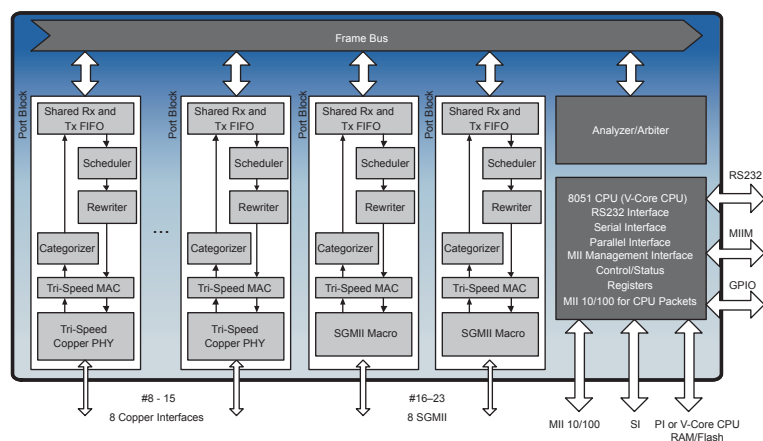 Frame Bus
Port Block
Shared Rx and
Tx FIFO
Scheduler
Rewriter
Categorizer
Tri-Speed MAC
Tri-Speed
Copper PHY
...
Port Block
Shared Rx and
Tx FIFO
Scheduler
Rewriter
Categorizer
Tri-Speed MAC
Tri-Speed
Copper PHY
Port Block
Shared Rx and
Tx FIFO
Scheduler
Rewriter
Categorizer
Tri-Speed MAC
SGMII Macro
Port Block
Shared Rx and
Tx FIFO
Scheduler
Rewriter
Categorizer
Tri-Speed MAC
SGMII Macro
Analyzer/Arbiter
8051 CPU (V-Core CPU)
RS232 Interface
Serial Interface
Parallel Interface
MII Management Interface
Control/Status
Registers
MII 10/100 for CPU Packets
RS232
MIIM
GPIO
#8 - 15
8 Copper Interfaces
#16–23
8 SGMII
MII 10/100
SI
PI or V-Core CPU
RAM/Flash